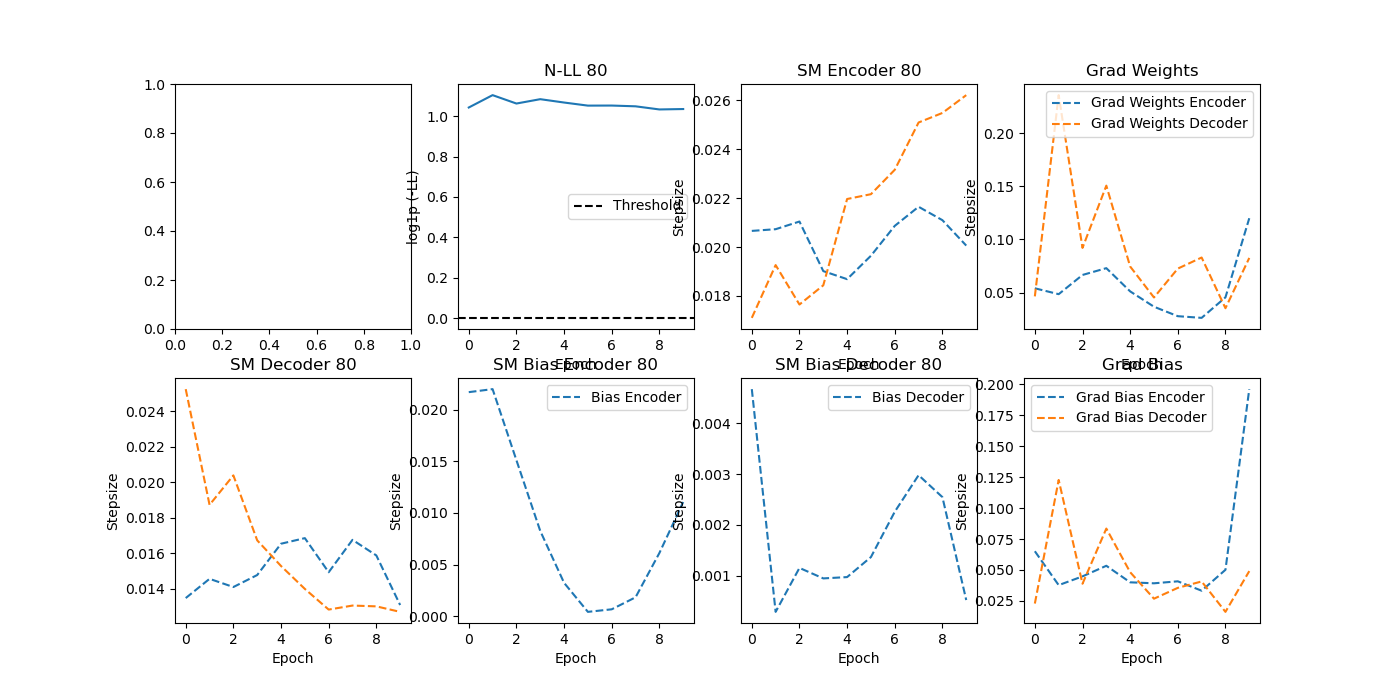 N-LL 80
SM Encoder 80
Grad Weights
1.0
0.8
0.6
0.4
0.2
0.0
0.0 0.2 0.4 0.6 0.8 1.0
log1p (-LL)
1.0
0.8
0.6
0.4
0.2
0.0
Threshold
0 2 4 6 8
Epoch
Stepsize
0.026
0.024
0.022
0.020
0.018
0 2 4 6 8
Epoch
Stepsize
0.20
0.15
0.10
0.05
Grad Weights Encoder
Grad Weights Decoder
0 2 4 6 8
Epoch
SM Decoder 80
SM Bias Encoder 80
SM Bias Decoder 80
Grad Bias
Stepsize
0.024
0.022
0.020
0.018
0.016
0.014
0 2 4 6 8
Epoch
Stepsize
0.020
0.015
0.010
0.005
0.000
Bias Encoder
0 2 4 6 8
Epoch
Stepsize
0.004
0.003
0.002
0.001
Bias Decoder
0 2 4 6 8
Epoch
Stepsize
0.200
0.175
0.150
0.125
0.100
0.075
0.050
0.025
Grad Bias Encoder
Grad Bias Decoder
0 2 4 6 8
Epoch